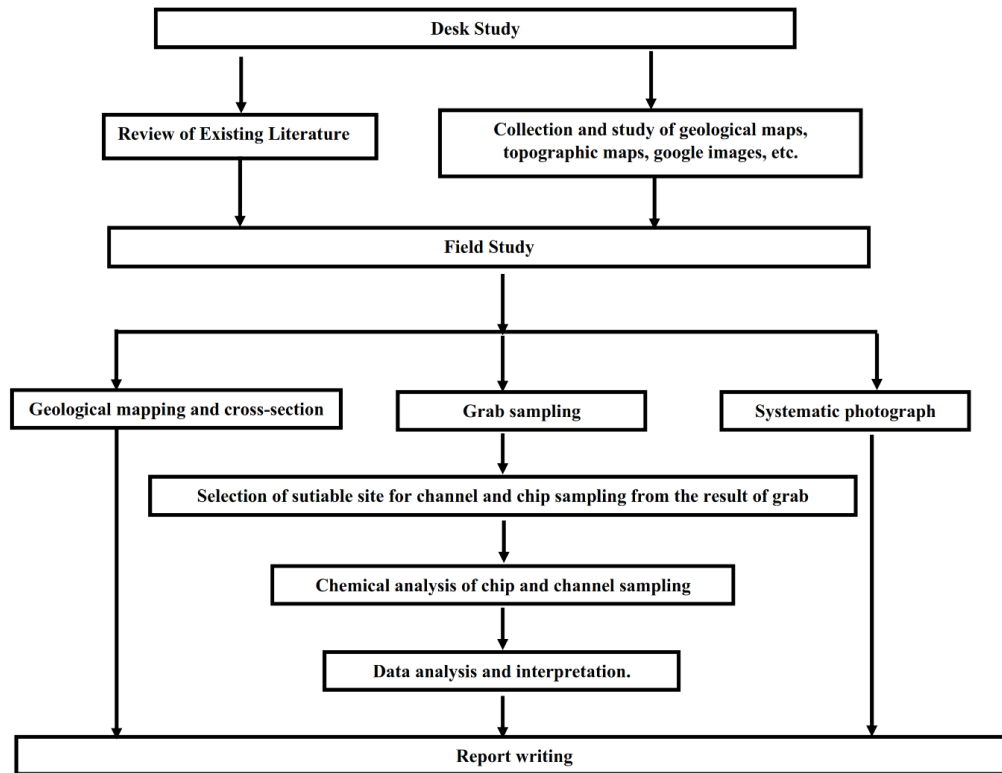 Desk Study
Review of Existing Literature
Collection and study of geological maps,
topographic maps, google images, etc.
Field Study
Geological mapping and cross-section
Grab sampling
Systematic photograph
Selection of sutiable site for channel and chip sampling from the result of grab
Chemical analysis of chip and channel sampling
Data analysis and interpretation.
Report writing